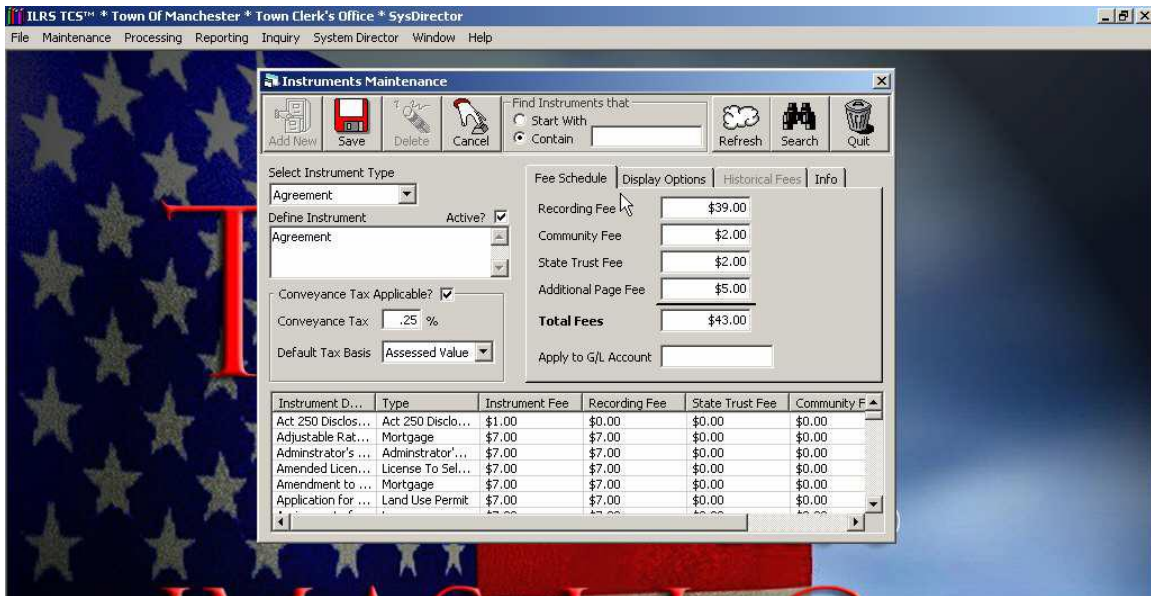 ILRS TCS™ * Town Of Manchester * Town Clerk's Office * SysDirector
File Maintenance Processing Reporting Inquiry System Director Window Help
Instruments Maintenance
Add New Save Delete Cancel
Find Instruments that
Start With
Contain
Refresh Search Quit
Select Instrument Type
Agreement
Define Instrument Active?
Agreement
Conveyance Tax Applicable?
Conveyance Tax .25 %
Default Tax Basis Assessed Value
Fee Schedule Display Options Historical Fees Info
Recording Fee $39.00
Community Fee $2.00
State Trust Fee $2.00
Additional Page Fee $5.00
Total Fees $43.00
Apply to G/L Account
Instrument D... Type Instrument Fee Recording Fee State Trust Fee Community F
Act 250 Disclos... Act 250 Disclo... $1.00 $0.00 $0.00 $0.00
Adjustable Rat... Mortgage $7.00 $7.00 $0.00 $0.00
Adminstrator's ... Adminstrator'... $7.00 $7.00 $0.00 $0.00
Amended Licen... License To Sel... $7.00 $7.00 $0.00 $0.00
Amendment to ... Mortgage $7.00 $7.00 $0.00 $0.00
Application for ... Land Use Permit $7.00 $7.00 $0.00 $0.00